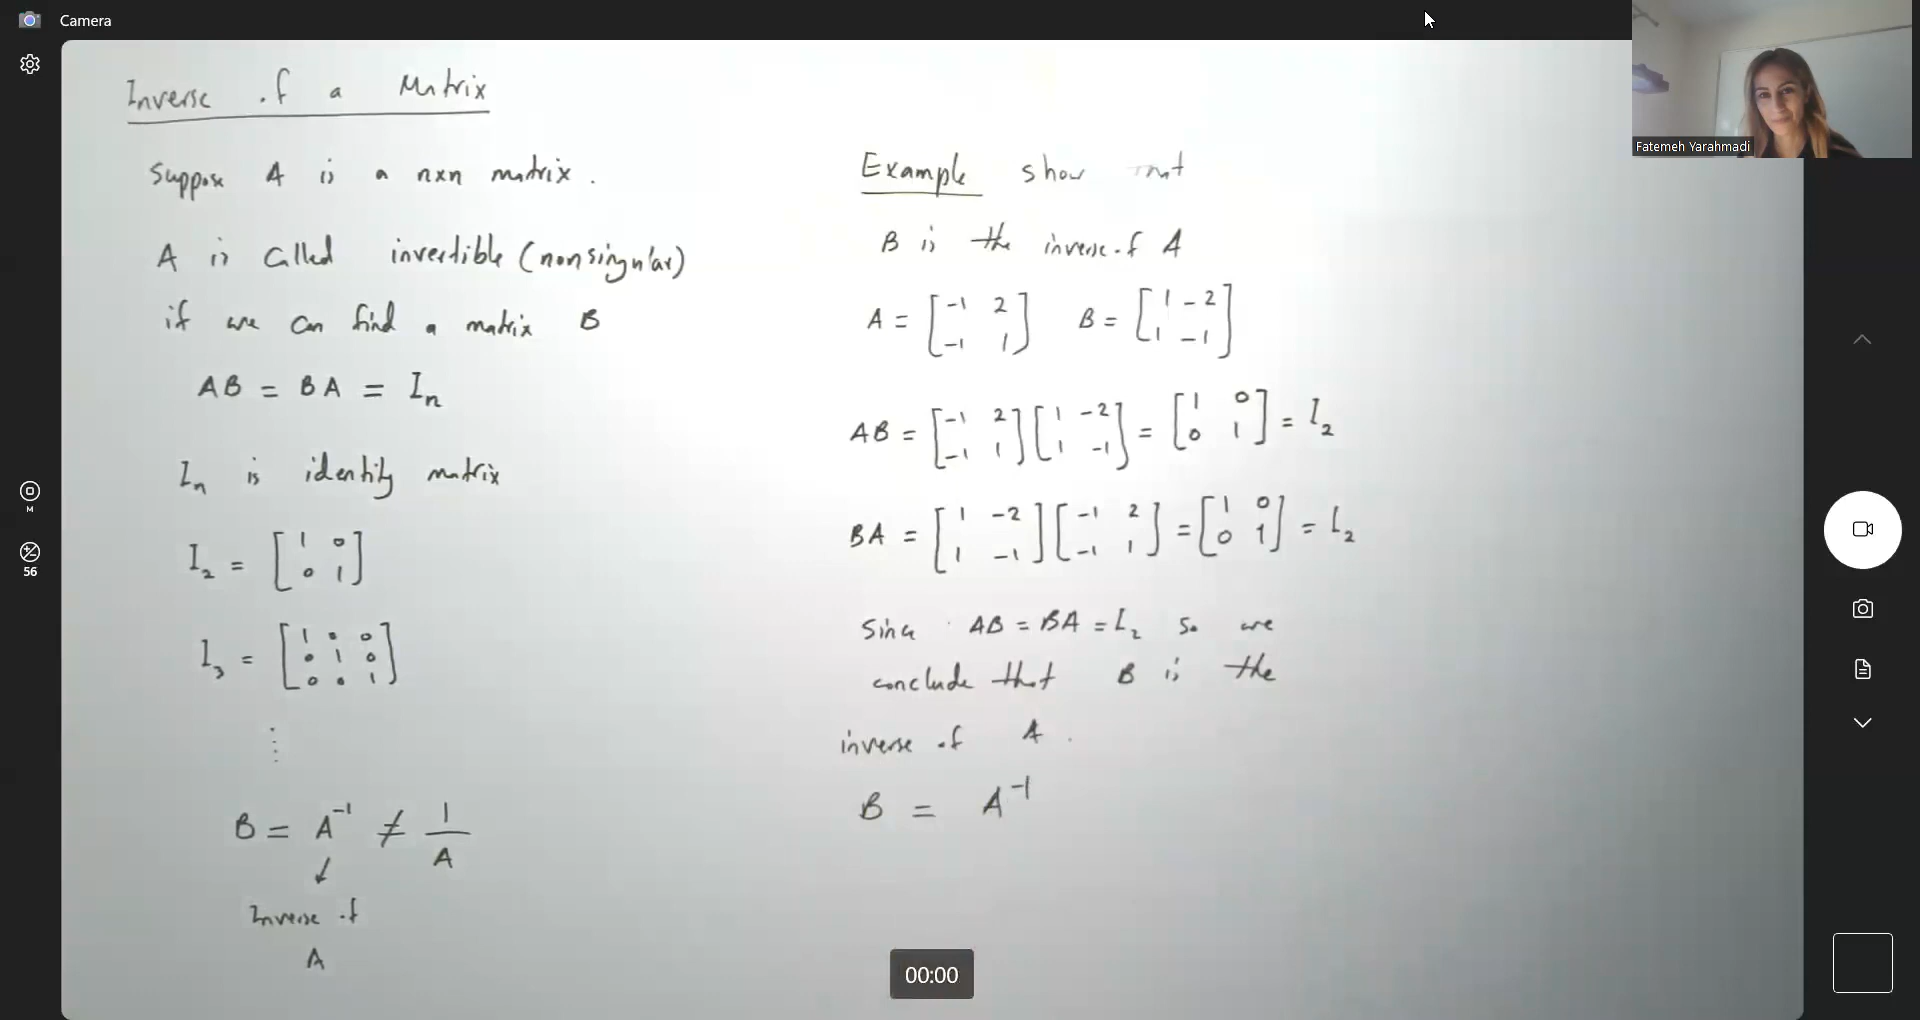 Camera
Fatemeh Yarahmadi
Inverse of a Matrix
Suppose A is a nxn matrix.
A is called invertible (nonsingular)
if we can find a matrix B
AB = BA = Iₙ
Iₙ is identity matrix
I₂ = [1 0
0 1]
I₃ = [1 0 0
0 1 0
0 0 1]
⋮
B = A⁻¹ ≠ 1/A
↓
Inverse of
A
Example show that
B is the inverse of A
A = [-1 2 B = [1 -2
-1 1] 1 -1]
AB = [-1 2 [1 -2 = [1 0 = I₂
-1 1] 1 -1] 0 1]
BA = [1 -2 [-1 2 = [1 0 = I₂
1 -1] -1 1] 0 1]
Since AB = BA = I₂ so we
conclude that B is the
inverse of A.
B = A⁻¹
M
56
00:00